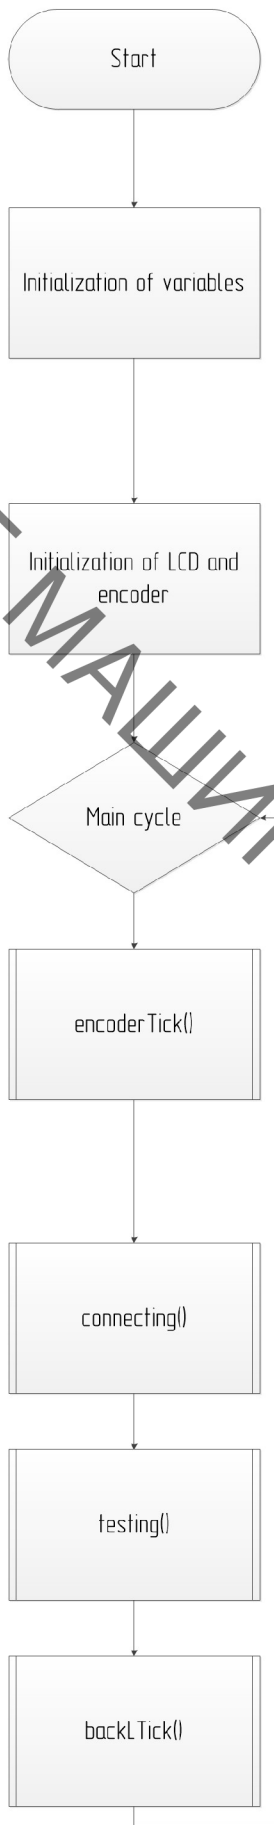 Start
Initialization of variables
Initialization of LCD and
encoder
Main cycle
encoderTick()
connecting()
testing()
backLTick()